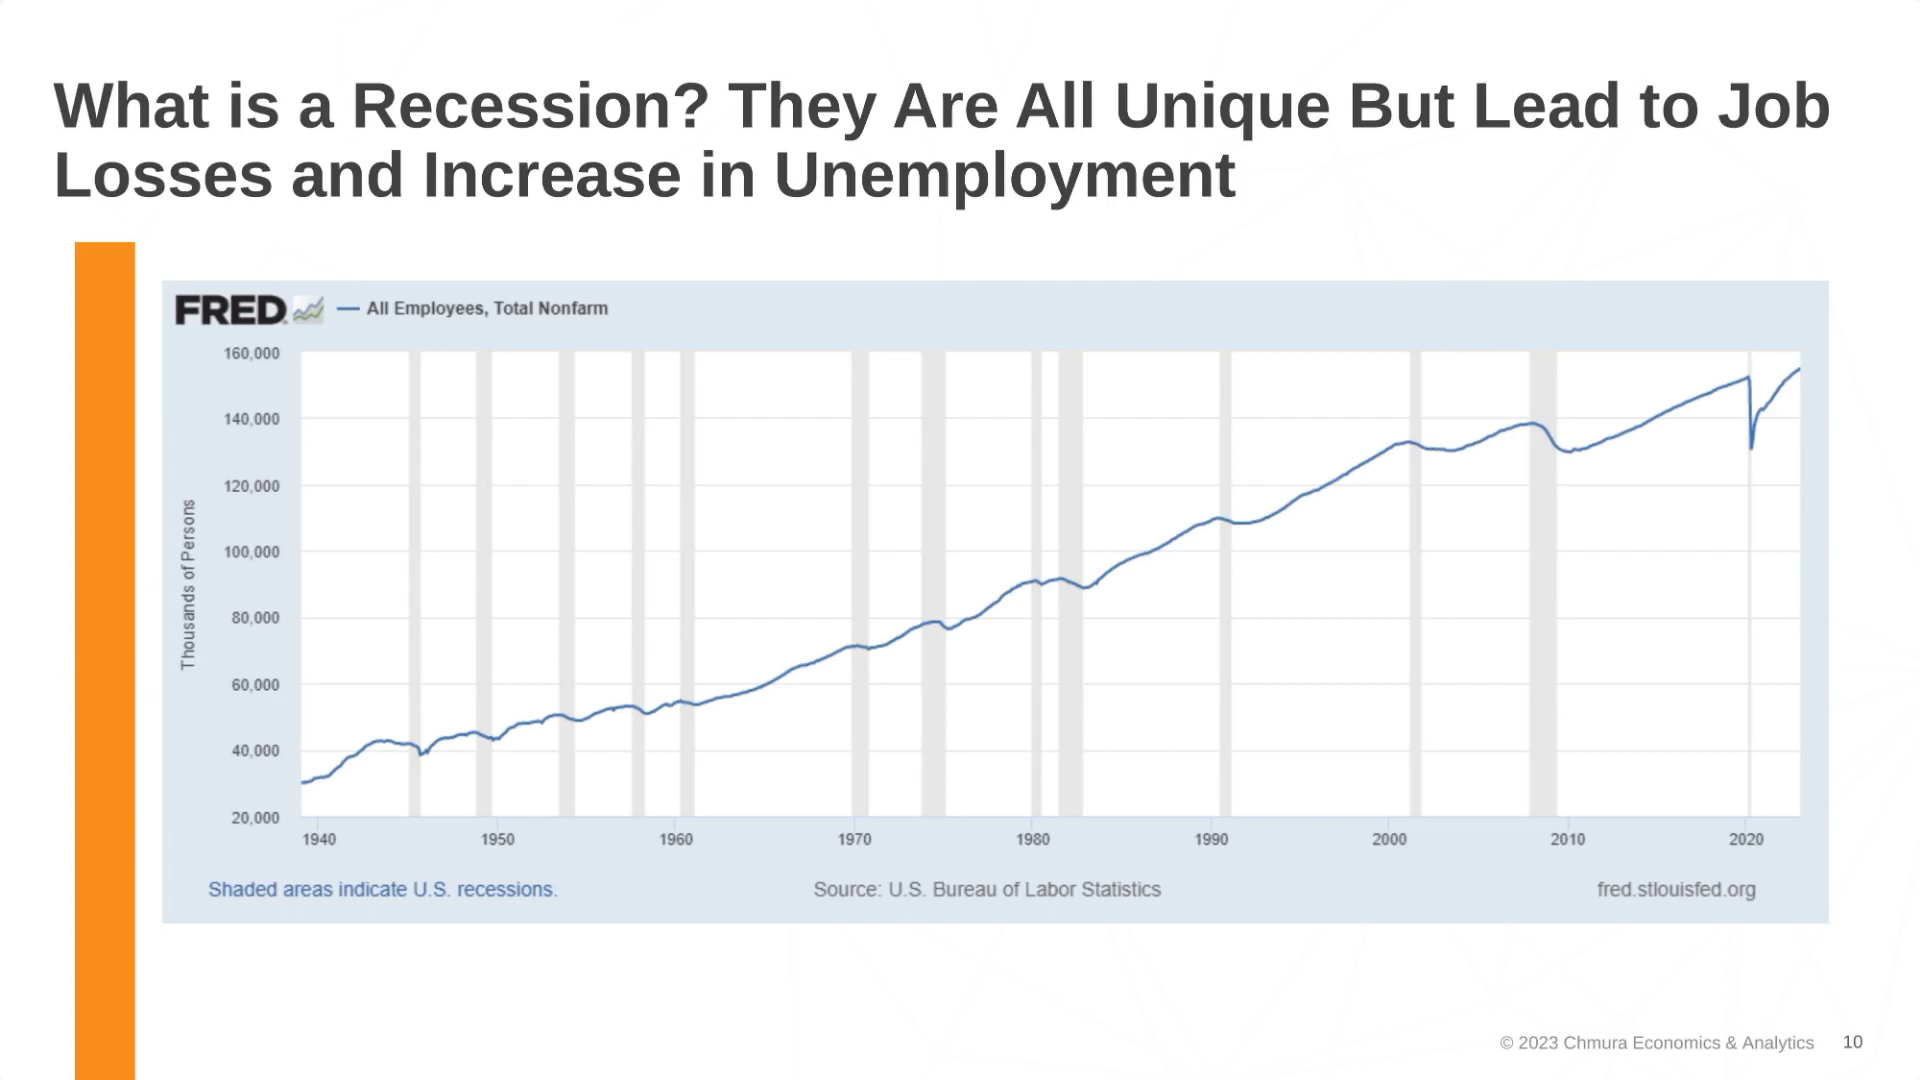 What is a Recession? They Are All Unique But Lead to Job
Losses and Increase in Unemployment
FRED
All Employees, Total Nonfarm
Thousands of Persons
160,000
140,000
120,000
100,000
80,000
60,000
40,000
20,000
1940 1950 1960 1970 1980 1990 2000 2010 2020
Shaded areas indicate U.S. recessions. Source: U.S. Bureau of Labor Statistics fred.stlouisfed.org
© 2023 Chmura Economics & Analytics 10